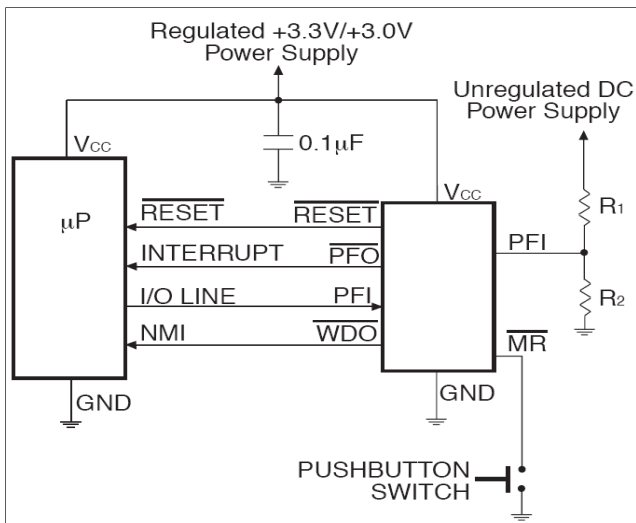 Regulated +3.3V/+3.0V
Power Supply
Unregulated DC
Power Supply
0.1µF
VCC
VCC
µP
RESET
RESET
R1
INTERRUPT
PFO
PFI
I/O LINE
PFI
R2
NMI
WDO
MR
GND
GND
PUSHBUTTON
SWITCH